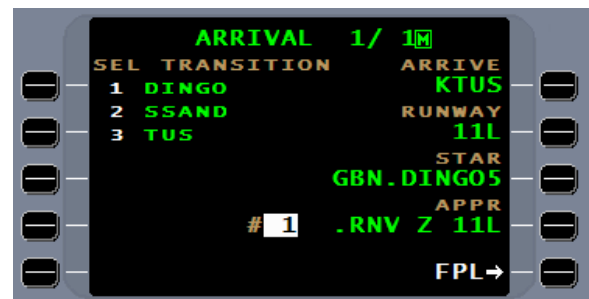 ARRIVAL 1/ 1M
SEL TRANSITION ARRIVE
1 DINGO KTUS
2 SSAND RUNWAY
3 TUS 11L
STAR
GBN.DINGO5
APPR
# 1 .RNV Z 11L
FPL→